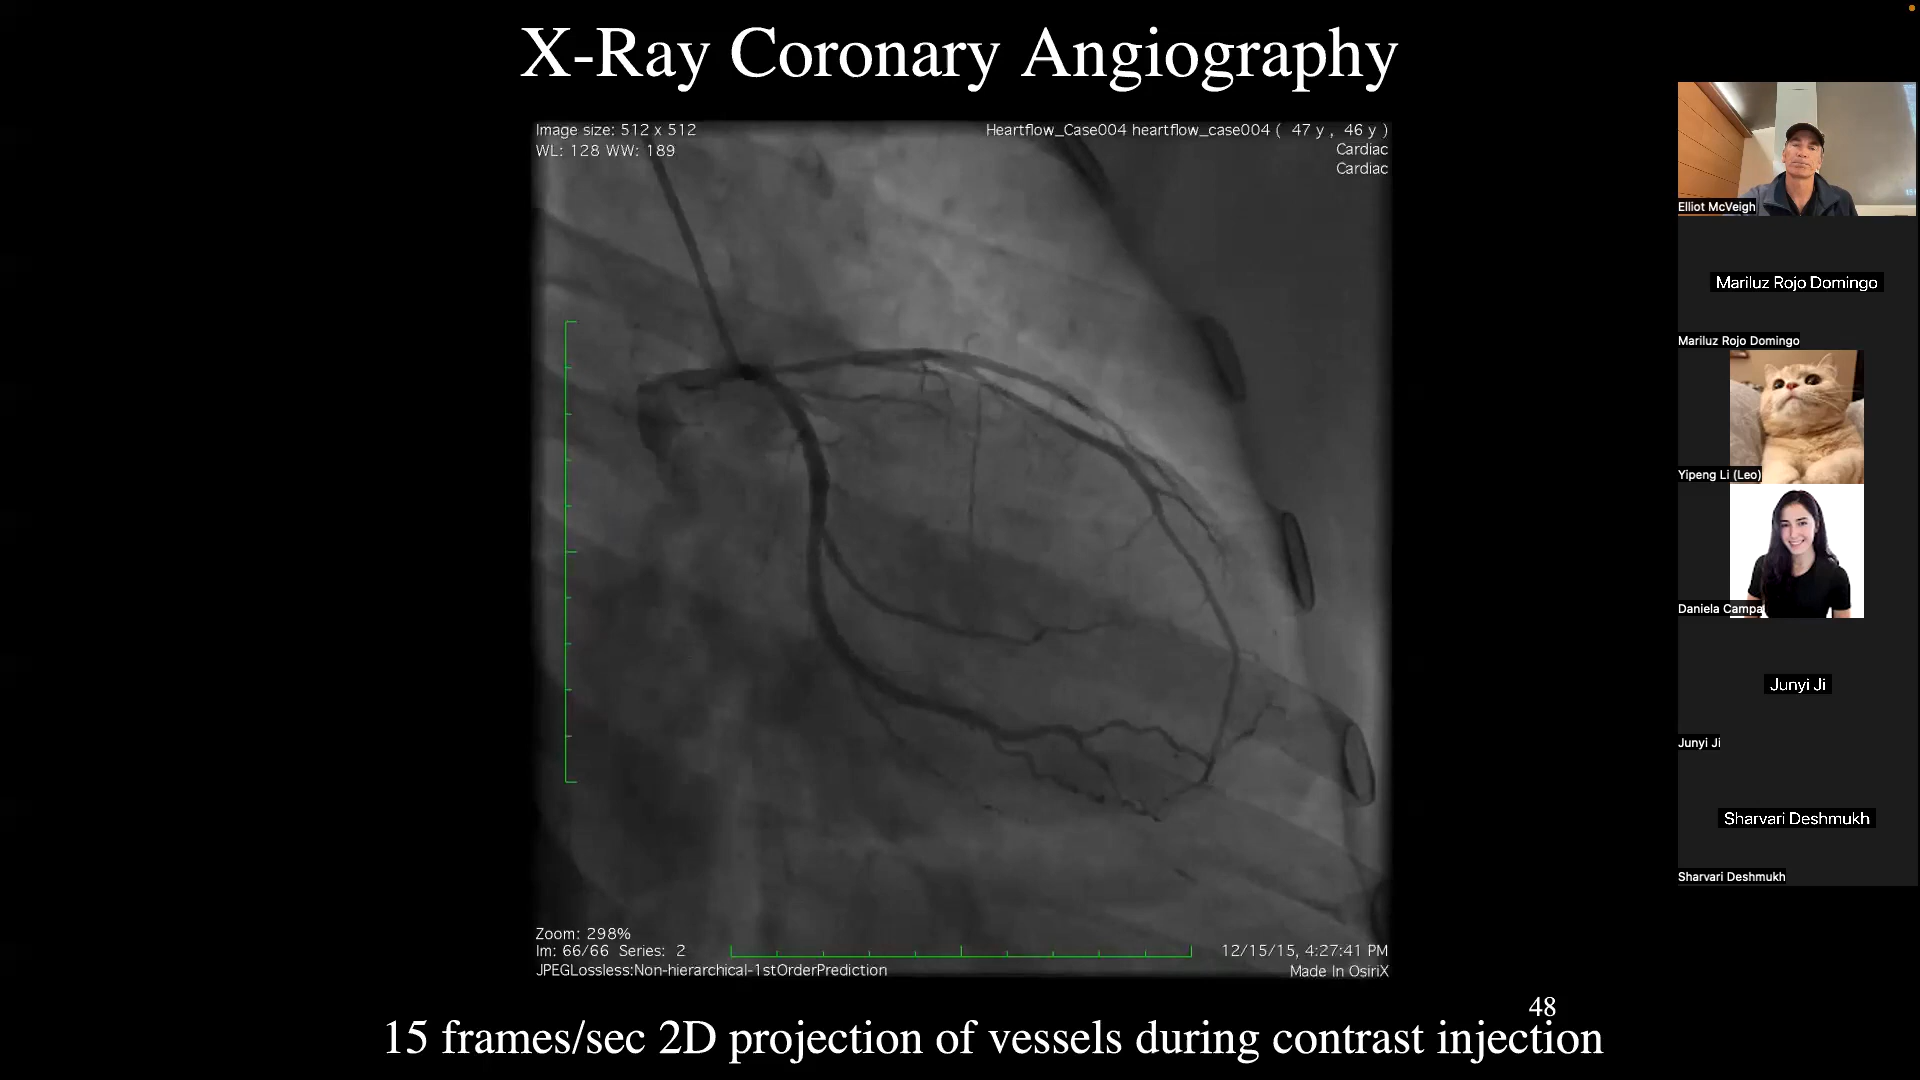 X-Ray Coronary Angiography
Image size: 512 x 512
WL: 128 WW: 189
Heartflow_Case004 heartflow_case004 ( 47 y , 46 y )
Cardiac
Cardiac
Zoom: 298%
Im: 66/66 Series: 2
JPEGLossless:Non-hierarchical-1stOrderPrediction
12/15/15, 4:27:41 PM
Made In OsiriX
48
15 frames/sec 2D projection of vessels during contrast injection
Elliot McVeigh
Mariluz Rojo Domingo
Mariluz Rojo Domingo
Yipeng Li (Leo)
Daniela Campa
Junyi Ji
Junyi Ji
Sharvari Deshmukh
Sharvari Deshmukh